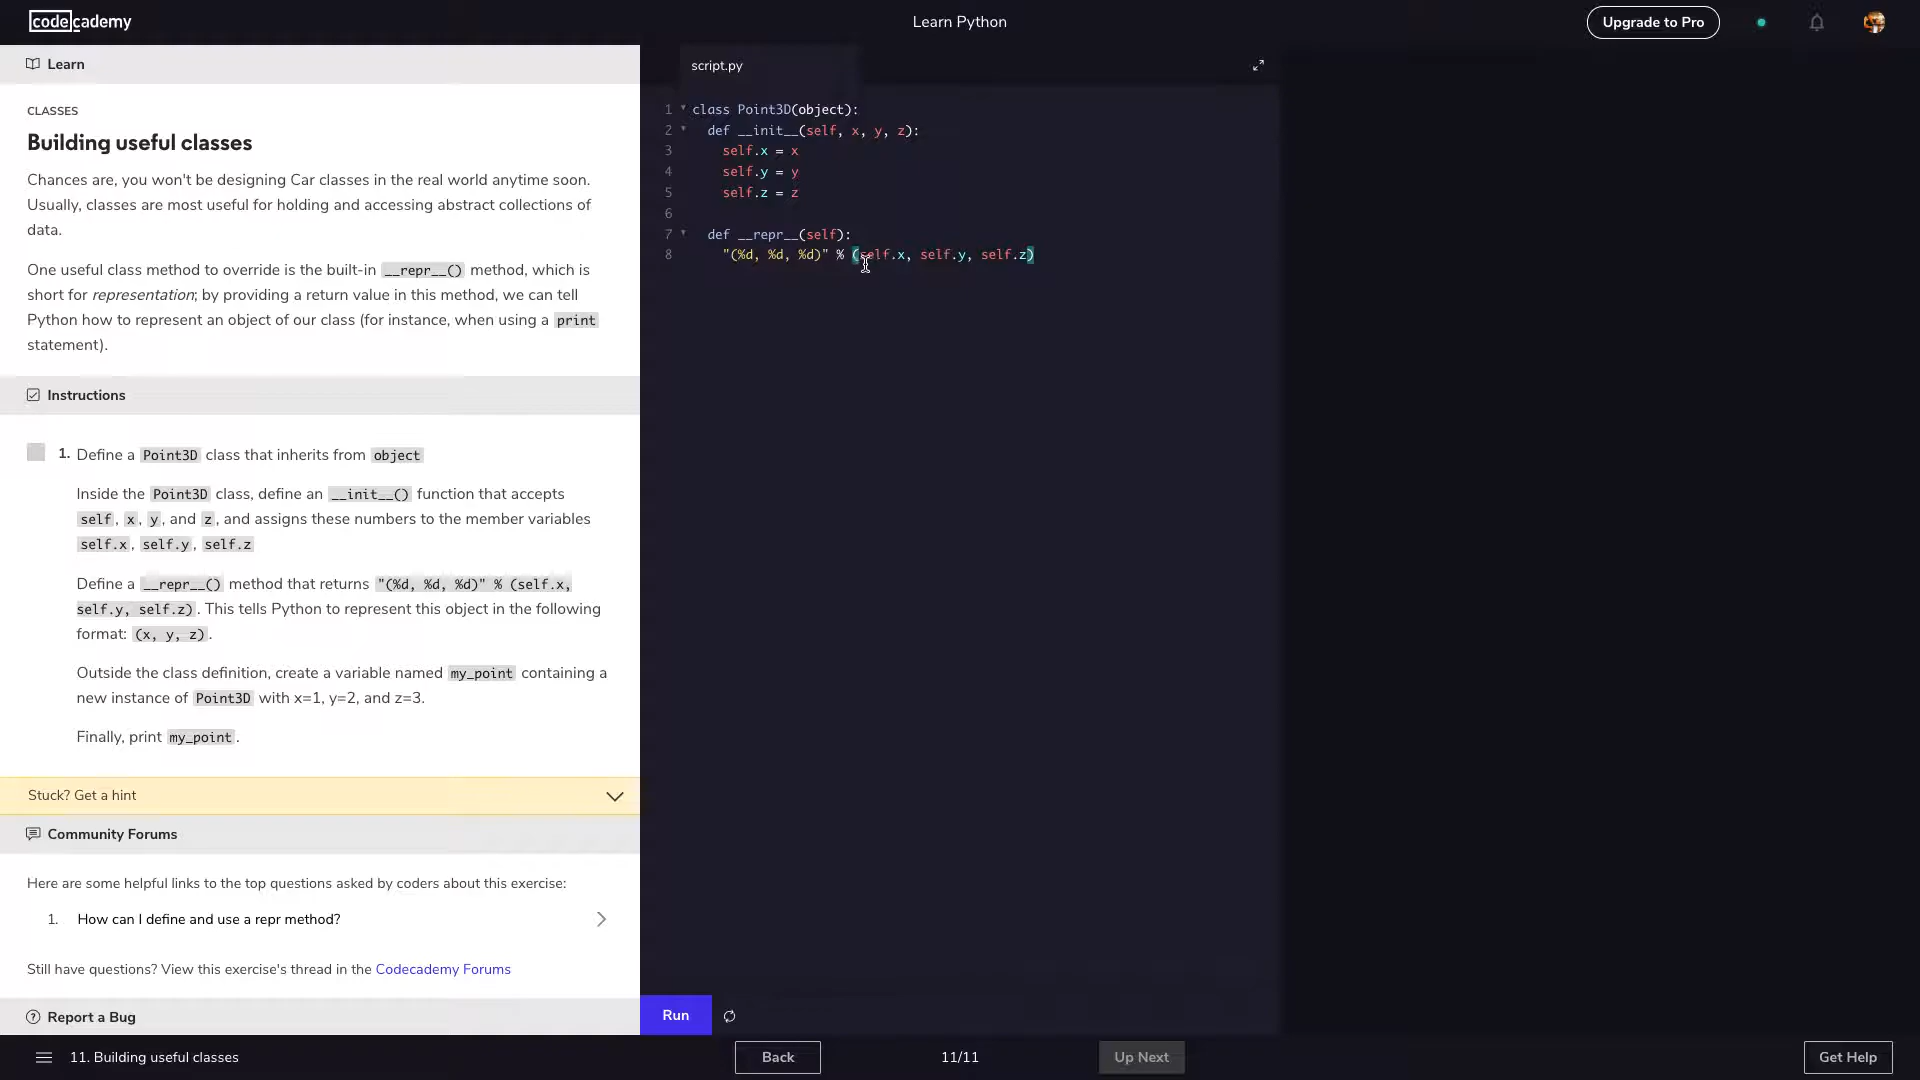 codecademy
Learn Python
Upgrade to Pro
Learn
CLASSES
Building useful classes
Chances are, you won't be designing Car classes in the real world anytime soon.
Usually, classes are most useful for holding and accessing abstract collections of
data.
One useful class method to override is the built-in __repr__() method, which is
short for representation; by providing a return value in this method, we can tell
Python how to represent an object of our class (for instance, when using a print
statement).
Instructions
1. Define a Point3D class that inherits from object
Inside the Point3D class, define an __init__() function that accepts
self, x, y, and z, and assigns these numbers to the member variables
self.x, self.y, self.z
Define a __repr__() method that returns "(%d, %d, %d)" % (self.x,
self.y, self.z). This tells Python to represent this object in the following
format: (x, y, z).
Outside the class definition, create a variable named my_point containing a
new instance of Point3D with x=1, y=2, and z=3.
Finally, print my_point.
Stuck? Get a hint
Community Forums
Here are some helpful links to the top questions asked by coders about this exercise:
1. How can I define and use a repr method?
Still have questions? View this exercise's thread in the Codecademy Forums
Report a Bug
script.py
1 class Point3D(object):
2 def __init__(self, x, y, z):
3 self.x = x
4 self.y = y
5 self.z = z
6
7 def __repr__(self):
8 "(%d, %d, %d)" % (self.x, self.y, self.z)
Run
11. Building useful classes
Back
11/11
Up Next
Get Help